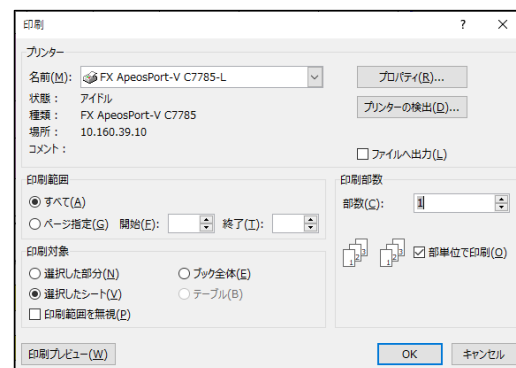 印刷 ? ×
プリンター
名前(M): FX ApeosPort-V C7785-L
プロパティ(R)...
状態： アイドル
種類： FX ApeosPort-V C7785
プリンターの検出(D)...
場所： 10.160.39.10
コメント：
ファイルへ出力(L)
印刷範囲
すべて(A)
ページ指定(G) 開始(F): 終了(T):
印刷部数
部数(C): 1
1 2 3 1 2 3 部単位で印刷(O)
印刷対象
選択した部分(N) ブック全体(E)
選択したシート(V) テーブル(B)
印刷範囲を無視(P)
印刷プレビュー(W) OK キャンセル